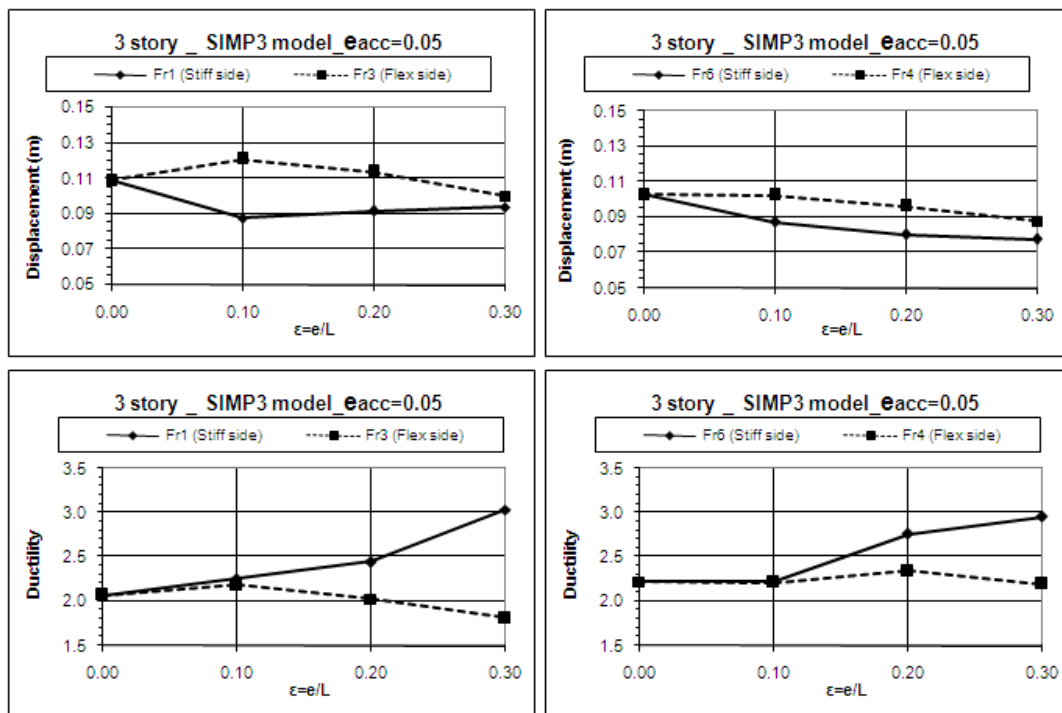 3 story _ SIMP3 model_eacc=0.05
Fr1 (Stiff side) Fr3 (Flex side)
Displacement (m)
0.15
0.13
0.11
0.09
0.07
0.05
0.00 0.10 0.20 0.30
ε=e/L
3 story _ SIMP3 model_eacc=0.05
Fr6 (Stiff side) Fr4 (Flex side)
Displacement (m)
0.15
0.13
0.11
0.09
0.07
0.05
0.00 0.10 0.20 0.30
ε=e/L
3 story _ SIMP3 model_eacc=0.05
Fr1 (Stiff side) Fr3 (Flex side)
Ductility
3.5
3.0
2.5
2.0
1.5
0.00 0.10 0.20 0.30
ε=e/L
3 story _ SIMP3 model_eacc=0.05
Fr6 (Stiff side) Fr4 (Flex side)
Ductility
3.5
3.0
2.5
2.0
1.5
0.00 0.10 0.20 0.30
ε=e/L